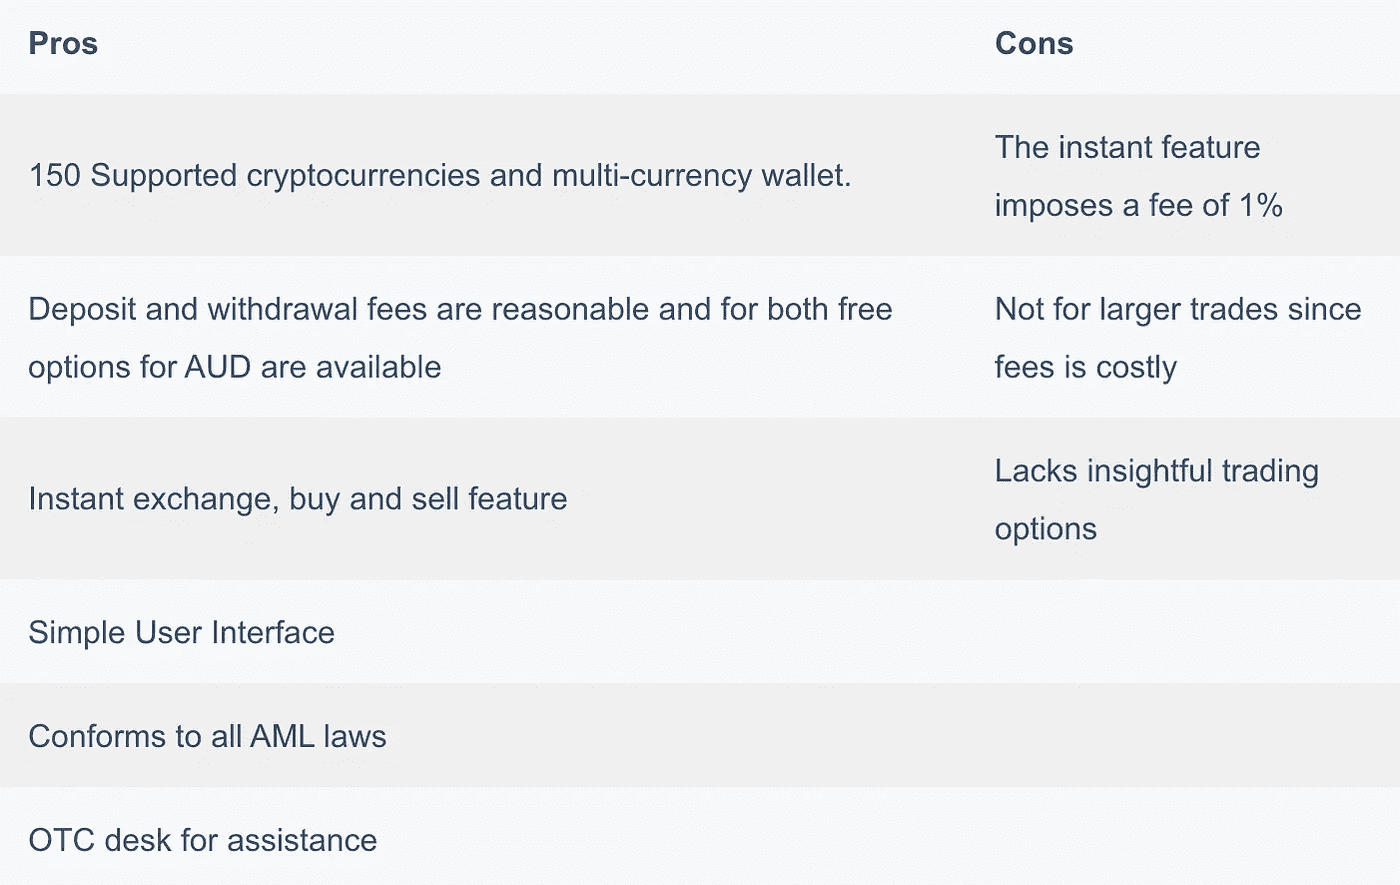 Pros
Cons
150 Supported cryptocurrencies and multi-currency wallet.
The instant feature
imposes a fee of 1%
Deposit and withdrawal fees are reasonable and for both free
options for AUD are available
Not for larger trades since
fees is costly
Instant exchange, buy and sell feature
Lacks insightful trading
options
Simple User Interface
Conforms to all AML laws
OTC desk for assistance